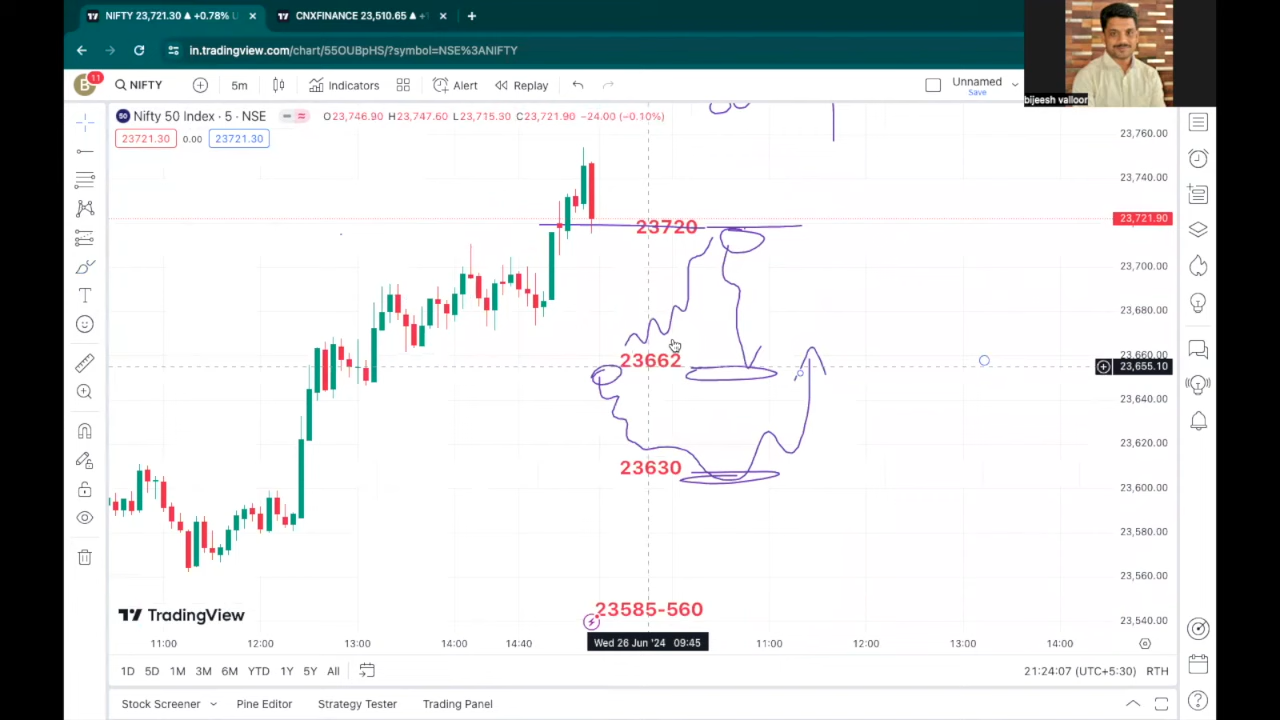 NIFTY 23,721.30 ▲ +0.78% U
CNXFINANCE 23,510.65 ▲ +
in.tradingview.com/chart/55OUBpHS/?symbol=NSE%3ANIFTY
B 11 NIFTY 5m Indicators Alert Replay Unnamed
Save
bijeesh valloor
50 Nifty 50 Index · 5 · NSE H23,747.60 L23,715.30 C23,721.90 −24.00 (−0.10%)
23721.30 0.00 23721.30
23,760.00
23,740.00
23,721.90
23720
23,700.00
23,680.00
23,660.00
23662
23,655.10
23,640.00
23,620.00
23630
23,600.00
23,580.00
23,560.00
23585-560
TradingView
23,540.00
11:00 12:00 13:00 14:00 14:40 Wed 26 Jun '24 09:45 11:00 12:00 13:00 14:00
1D 5D 1M 3M 6M YTD 1Y 5Y All 21:24:07 (UTC+5:30) RTH
Stock Screener Pine Editor Strategy Tester Trading Panel